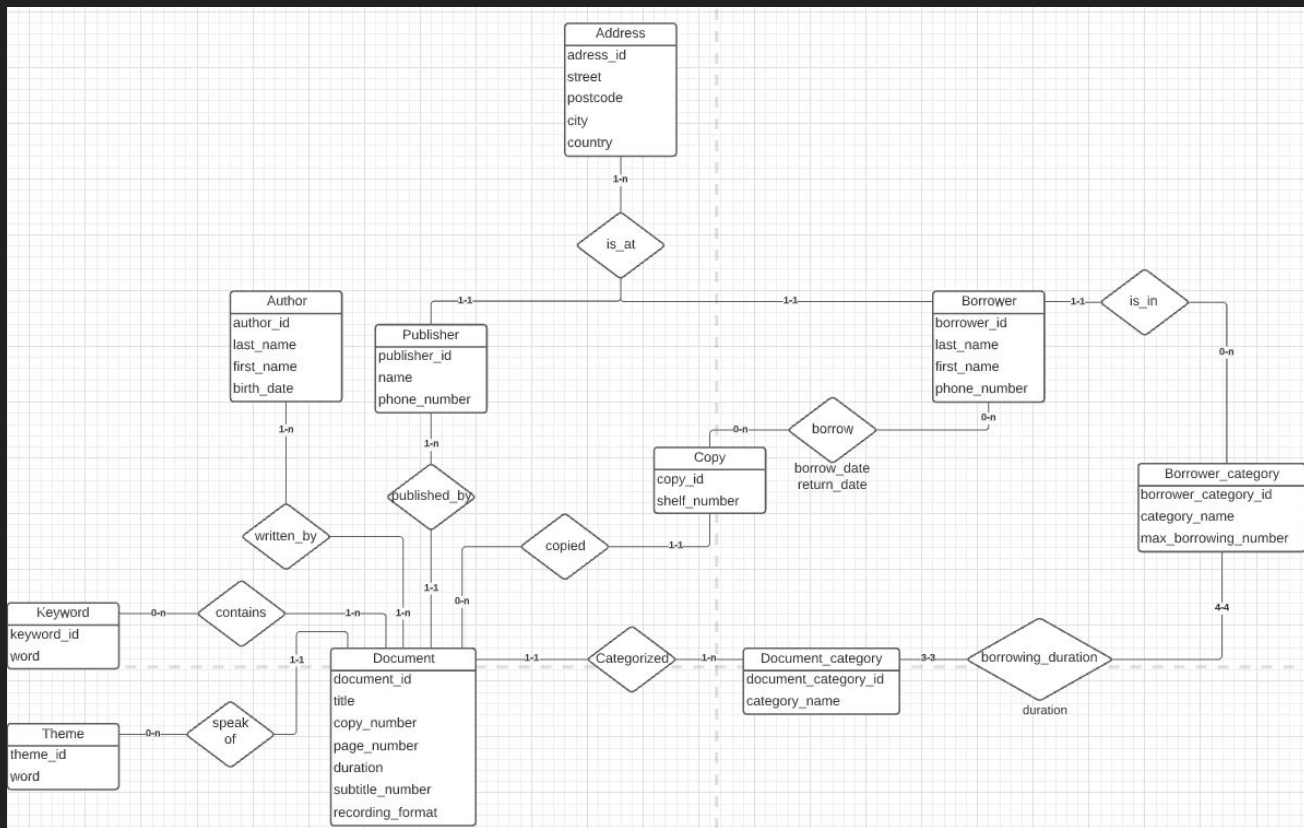 Address
adress_id
street
postcode
city
country
1-n
is_at
1-1
1-1
Author
author_id
last_name
first_name
birth_date
1-n
Publisher
publisher_id
name
phone_number
1-n
published_by
1-1
Borrower
borrower_id
last_name
first_name
phone_number
1-1
is_in
0-n
0-n
borrow
borrow_date
return_date
0-n
Copy
copy_id
shelf_number
1-1
copied
0-n
Borrower_category
borrower_category_id
category_name
max_borrowing_number
4-4
written_by
1-n
Keyword
keyword_id
word
0-n
contains
1-n
Theme
theme_id
word
0-n
speak
of
1-1
Document
document_id
title
copy_number
page_number
duration
subtitle_number
recording_format
1-1
Categorized
1-n
Document_category
document_category_id
category_name
3-3
borrowing_duration
duration